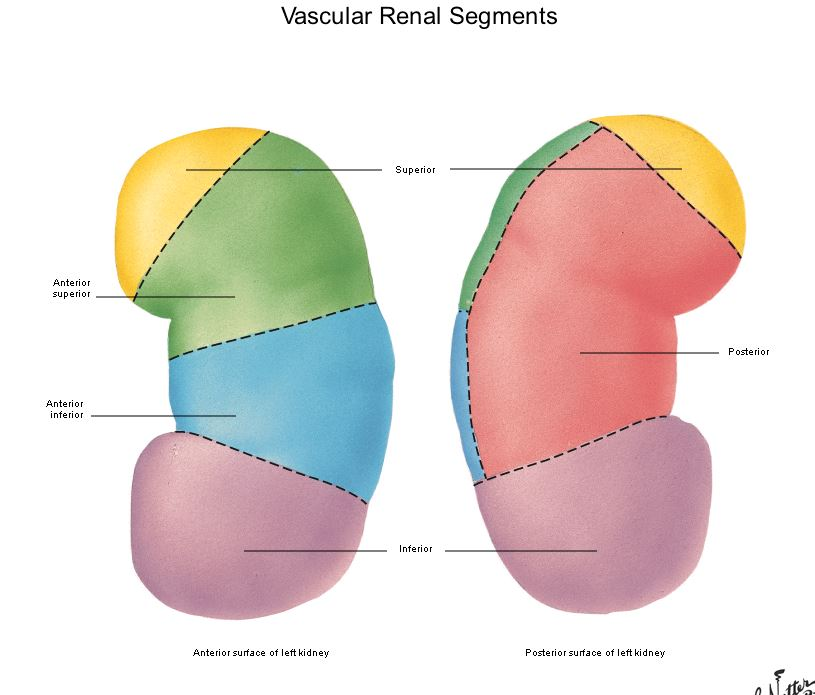 Vascular Renal Segments
Superior
Anterior
superior
Posterior
Anterior
inferior
Inferior
Anterior surface of left kidney
Posterior surface of left kidney